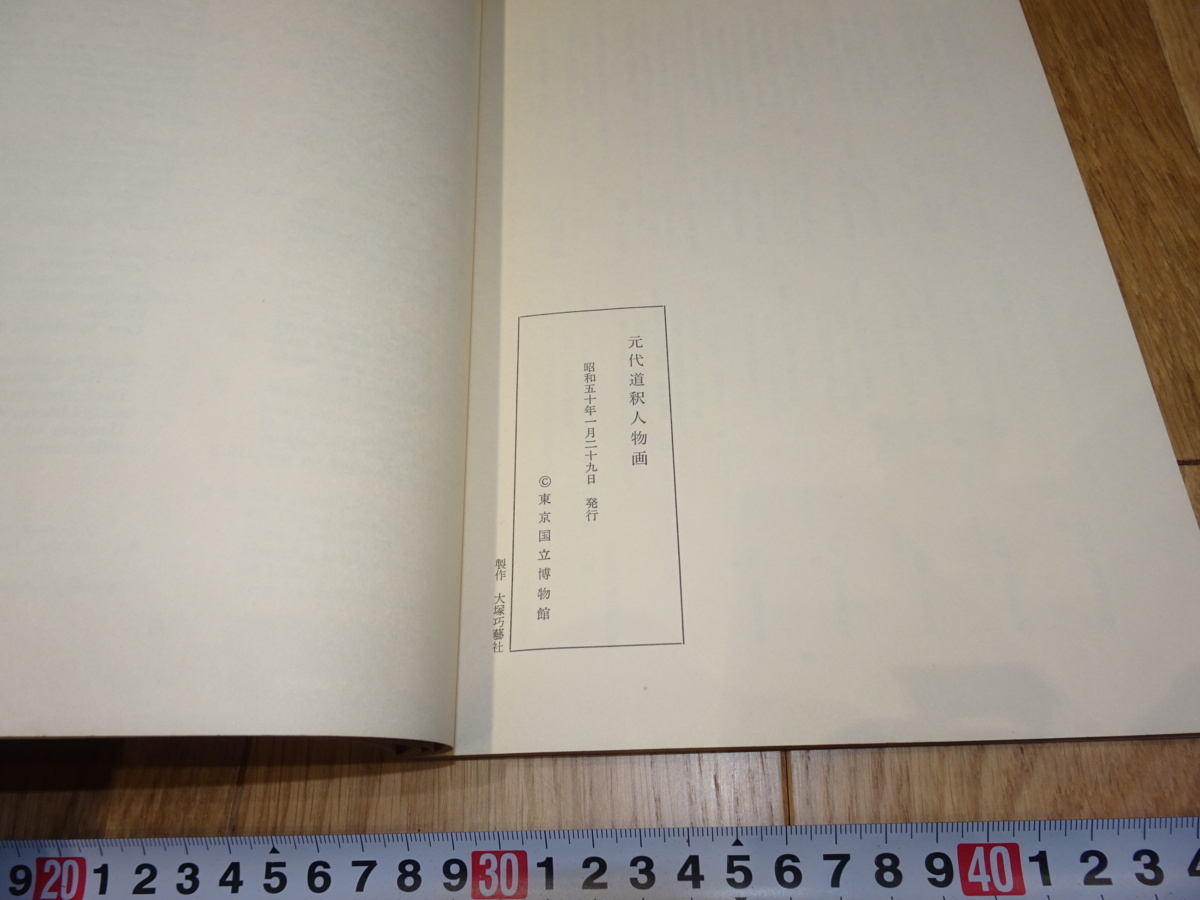 元代道釈人物画
昭和五十年一月二十九日 発行
©東京国立博物館
製作 大塚巧藝社
9 20 1 2 3 4 5 6 7 8 9 30 1 2 3 4 5 6 7 8 9 40 1 2 3 4